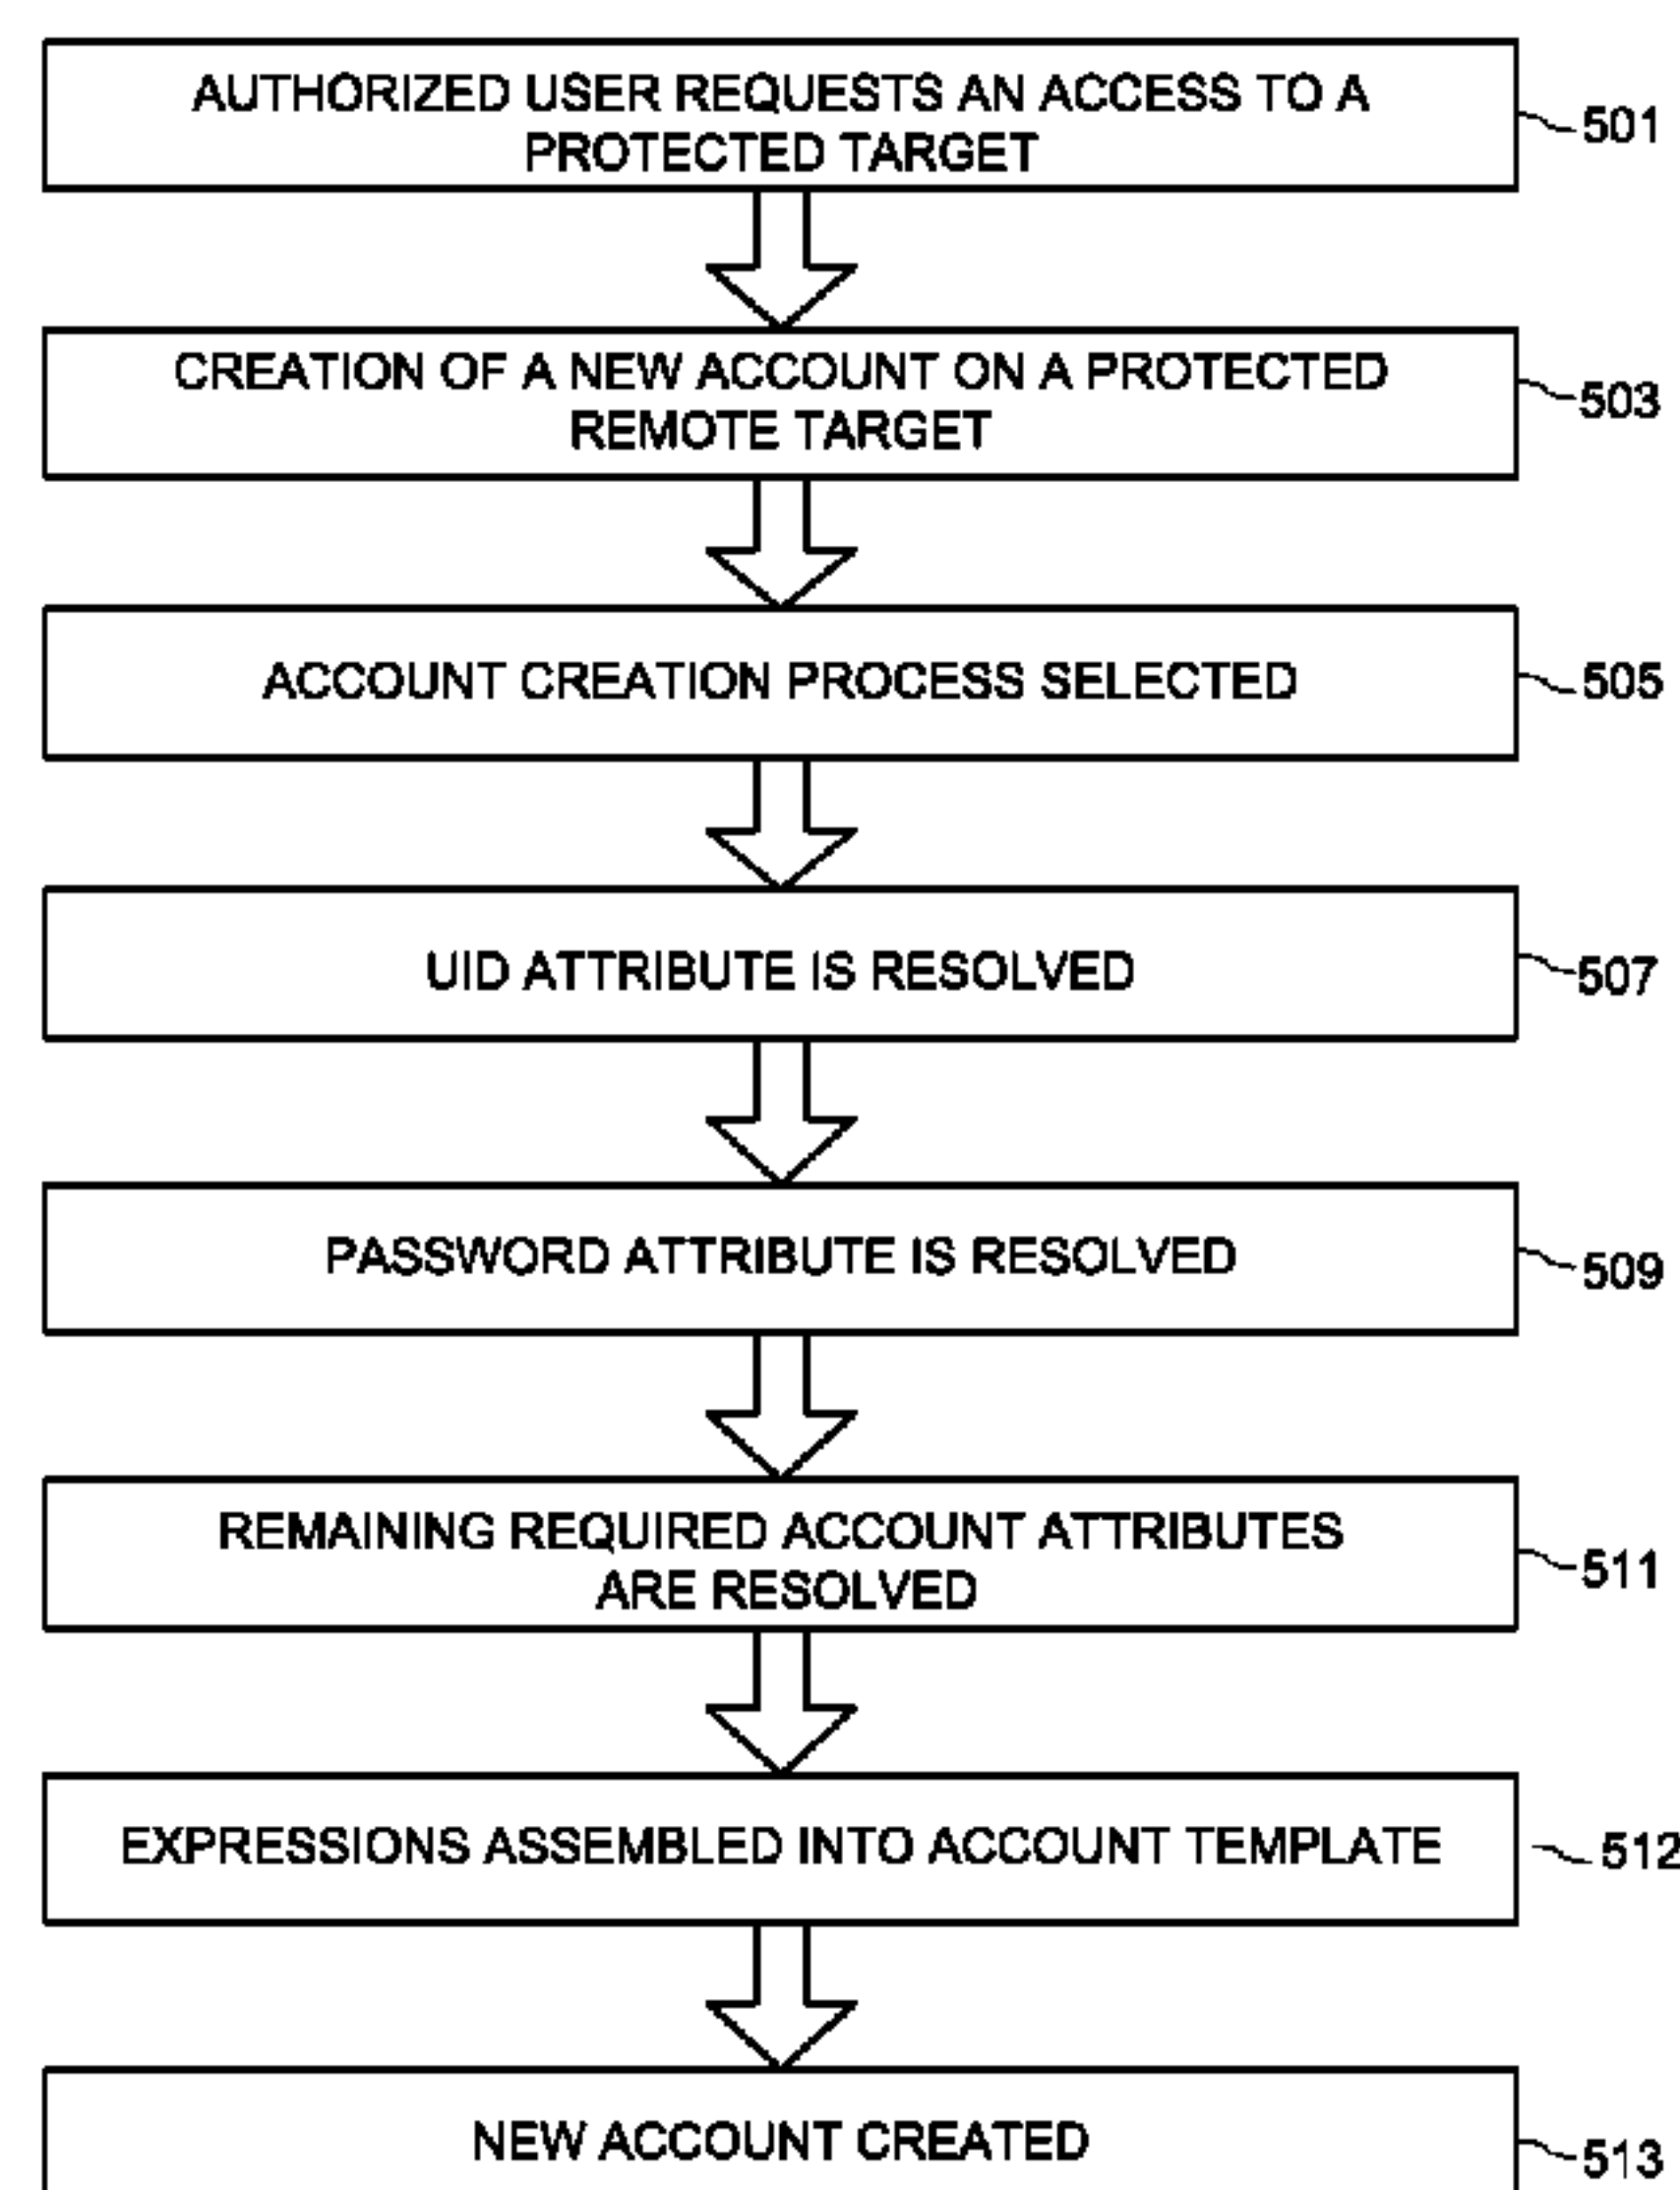 AUTHORIZED USER REQUESTS AN ACCESS TO A
PROTECTED TARGET
501
CREATION OF A NEW ACCOUNT ON A PROTECTED
REMOTE TARGET
503
ACCOUNT CREATION PROCESS SELECTED
505
UID ATTRIBUTE IS RESOLVED
507
PASSWORD ATTRIBUTE IS RESOLVED
509
REMAINING REQUIRED ACCOUNT ATTRIBUTES
ARE RESOLVED
511
EXPRESSIONS ASSEMBLED INTO ACCOUNT TEMPLATE
512
NEW ACCOUNT CREATED
513